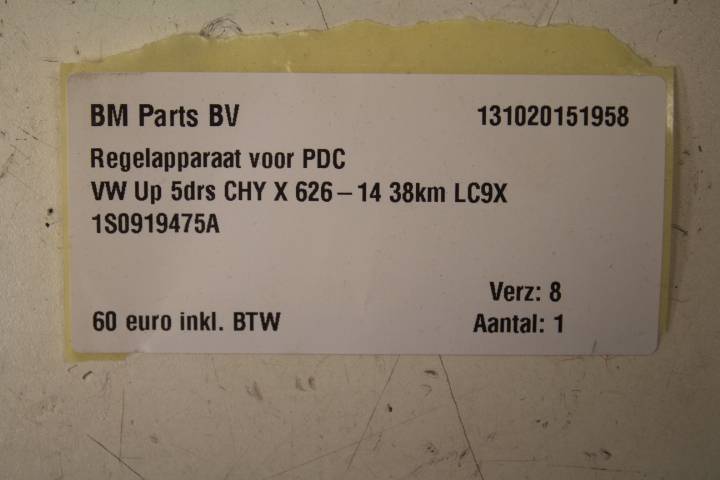 BM Parts BV 131020151958
Regelapparaat voor PDC
VW Up 5drs CHY X 626-14 38km LC9X
1S0919475A
Verz: 8
60 euro inkl. BTW Aantal: 1